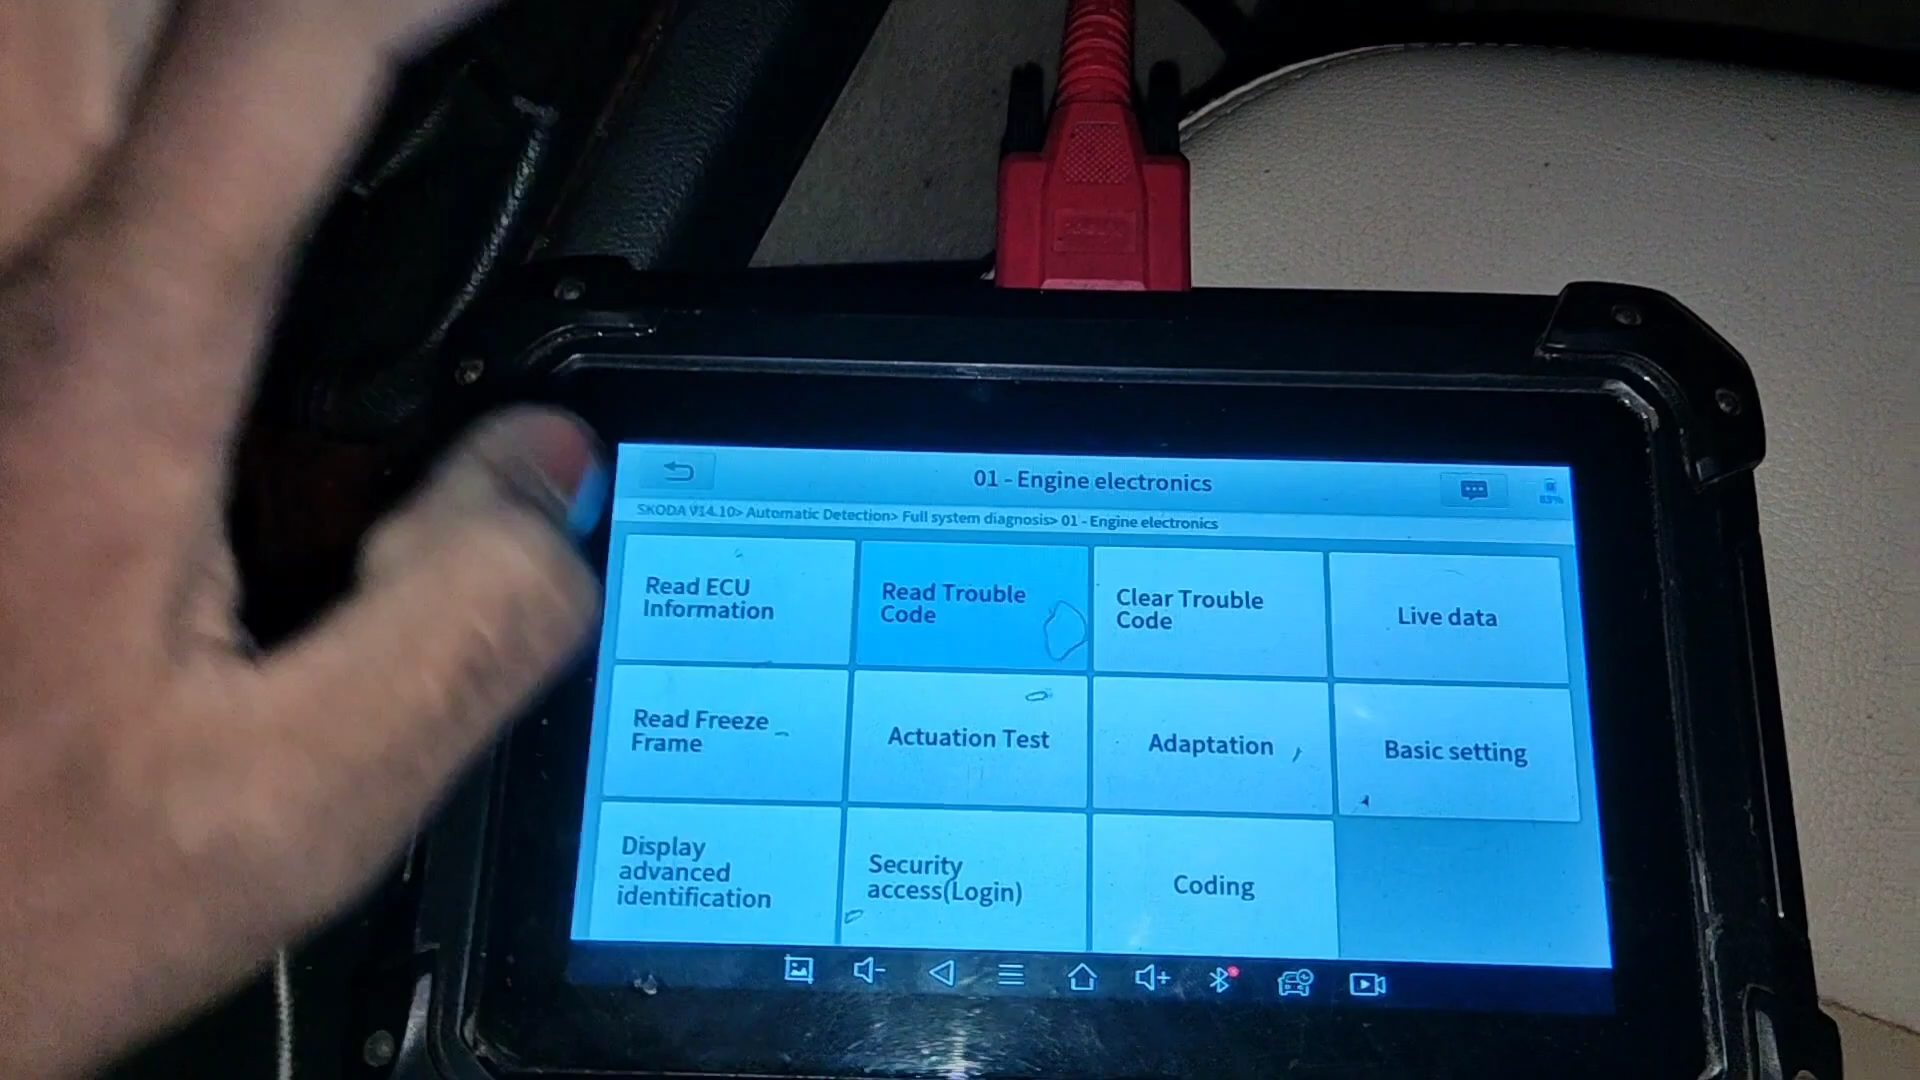 01 - Engine electronics
83%
SKODA V14.10> Automatic Detection> Full system diagnosis> 01 - Engine electronics
Read ECU
Information
Read Trouble
Code
Clear Trouble
Code
Live data
Read Freeze
Frame
Actuation Test
Adaptation
Basic setting
Display
advanced
identification
Security
access(Login)
Coding